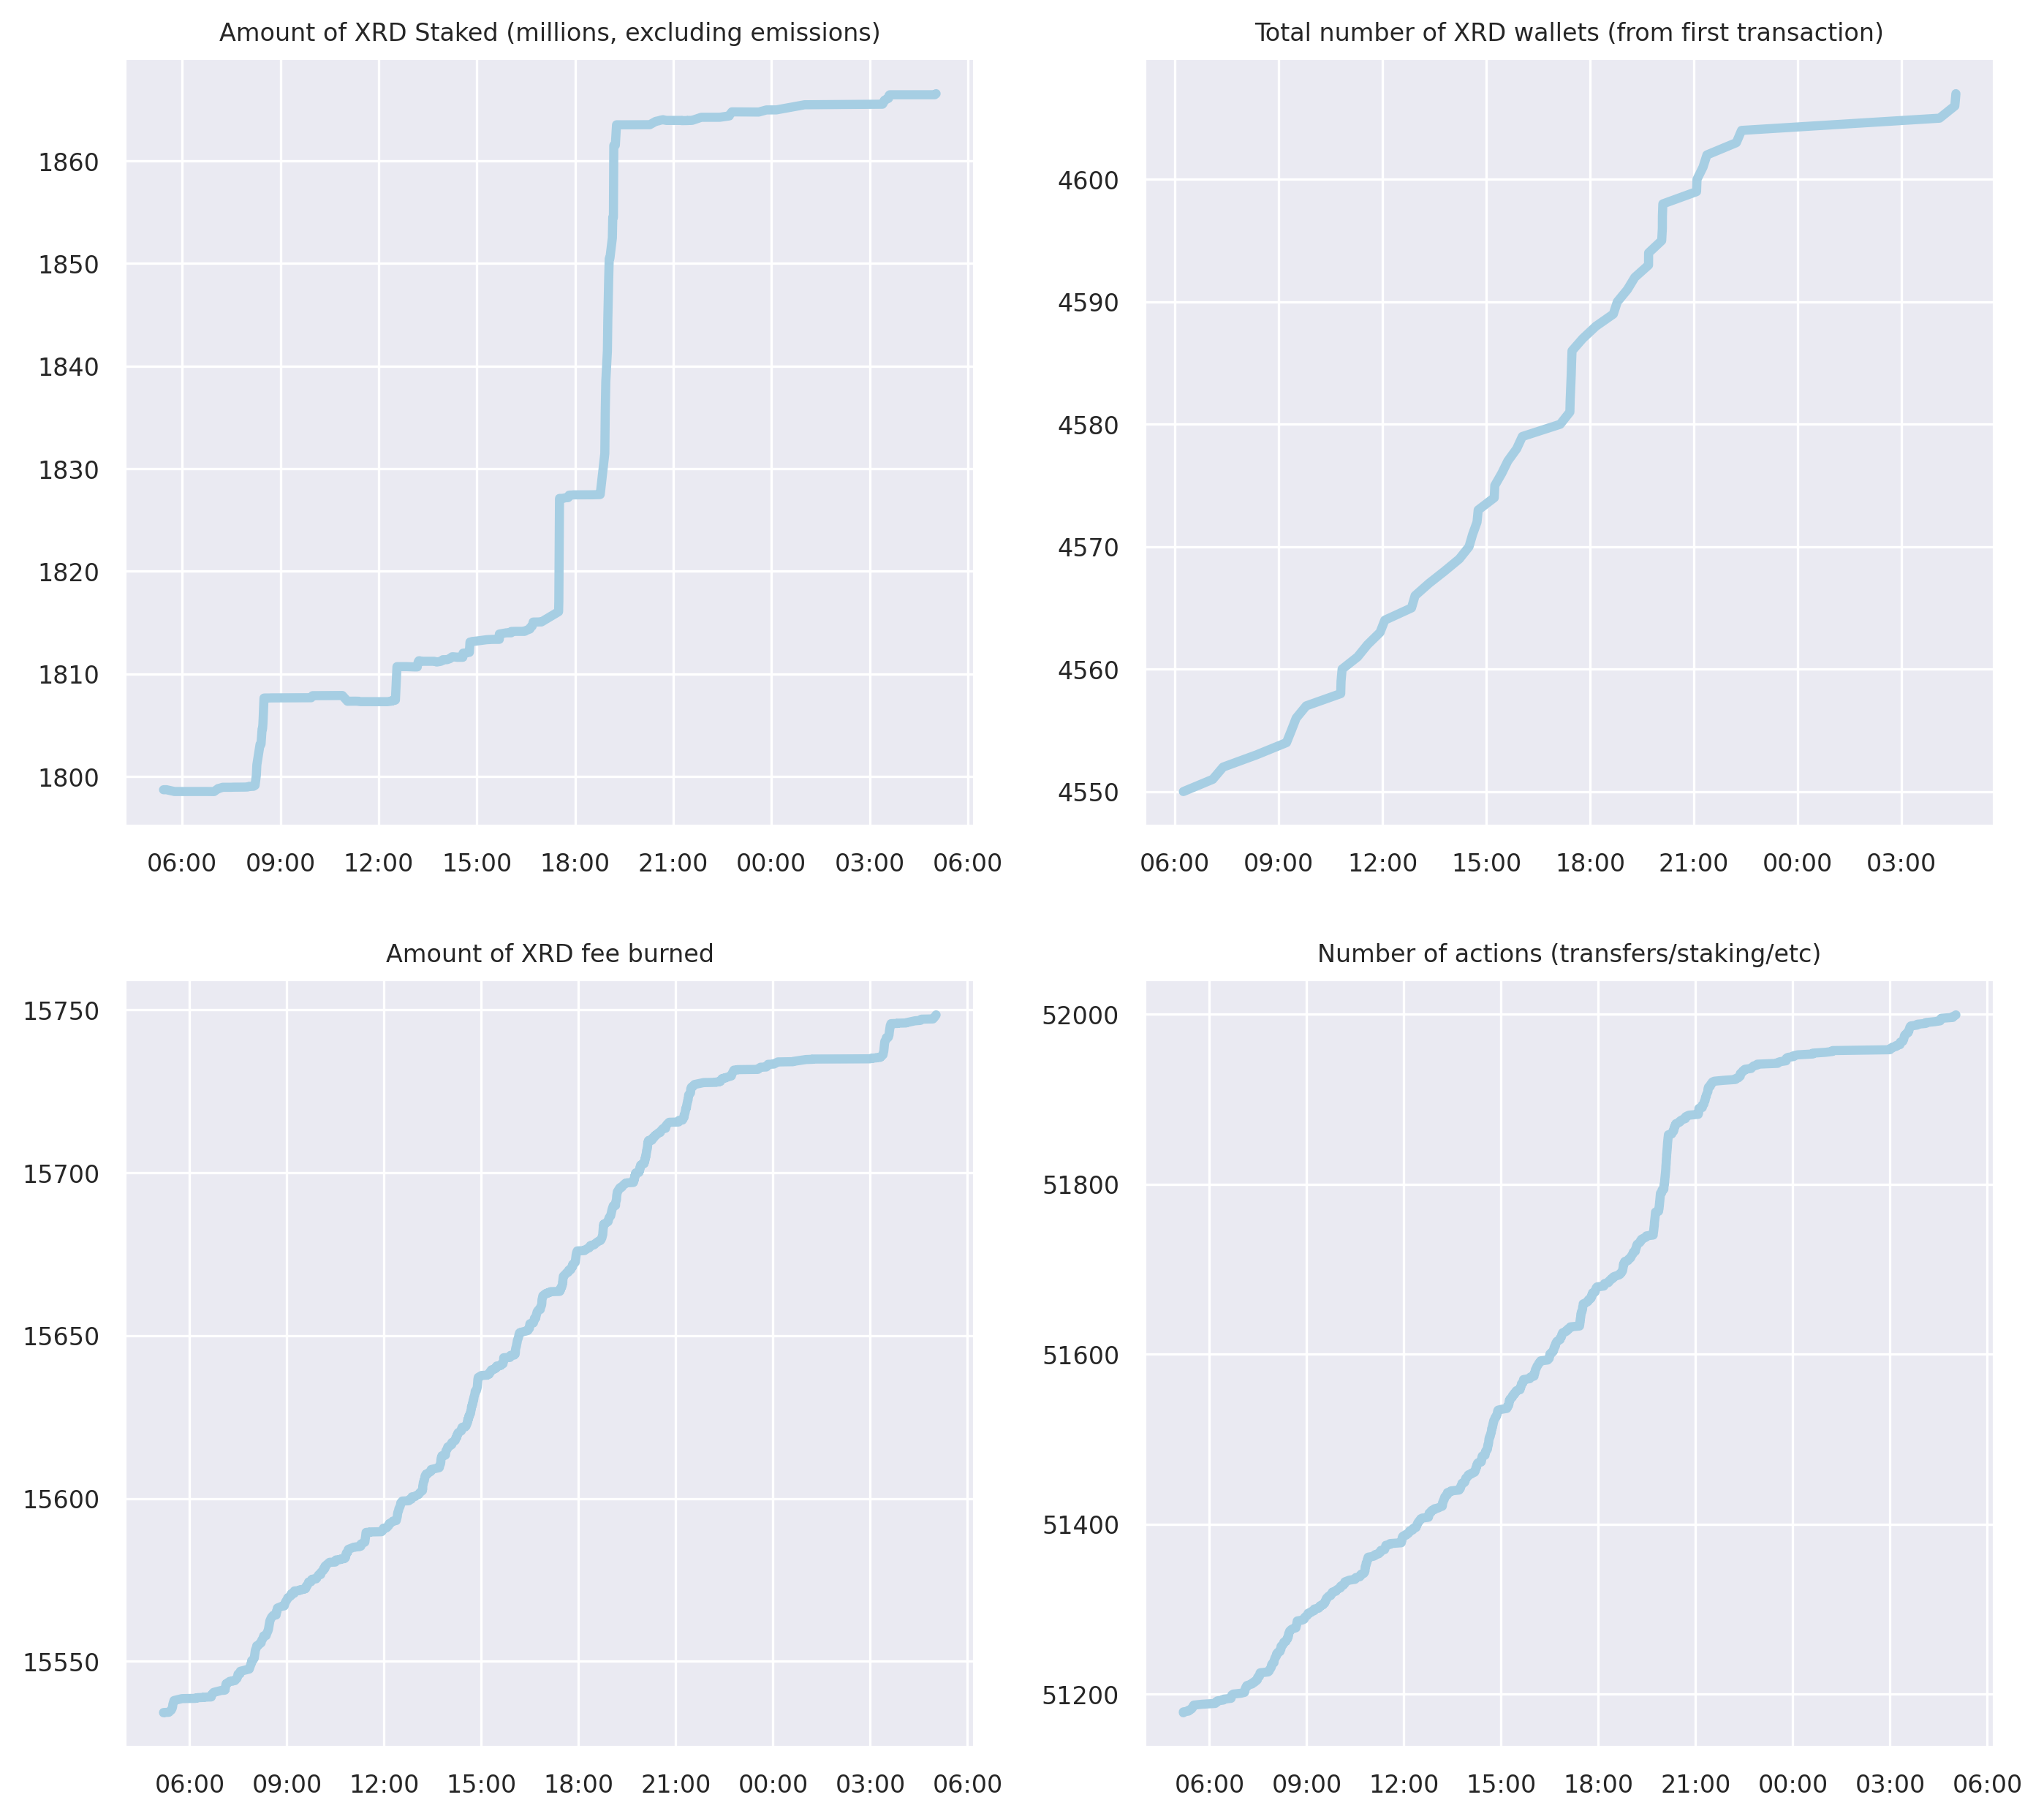 Amount of XRD Staked (millions, excluding emissions)
1860
1850
1840
1830
1820
1810
1800
06:00 09:00 12:00 15:00 18:00 21:00 00:00 03:00 06:00
Total number of XRD wallets (from first transaction)
4600
4590
4580
4570
4560
4550
06:00 09:00 12:00 15:00 18:00 21:00 00:00 03:00
Amount of XRD fee burned
15750
15700
15650
15600
15550
06:00 09:00 12:00 15:00 18:00 21:00 00:00 03:00 06:00
Number of actions (transfers/staking/etc)
52000
51800
51600
51400
51200
06:00 09:00 12:00 15:00 18:00 21:00 00:00 03:00 06:00